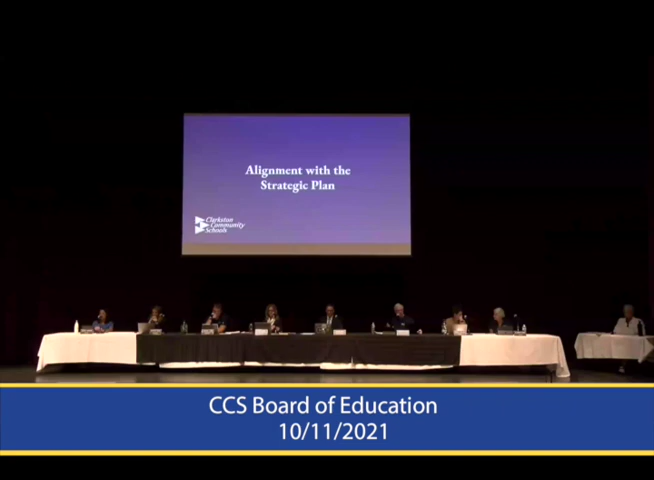 Alignment with the
Strategic Plan
Clarkston
Community
Schools
CCS Board of Education
10/11/2021